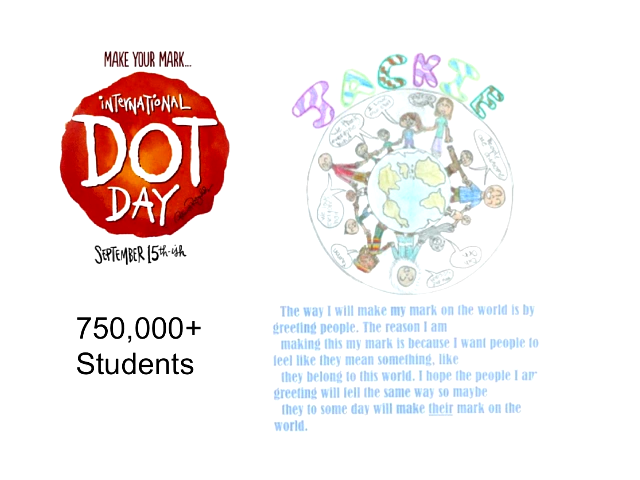 MAKE YOUR MARK...
INTERNATIONAL
DOT
DAY
SEPTEMBER 15th-ish
750,000+
Students
JACKIE
The way I will make my mark on the world is by
greeting people. The reason I am
making this my mark is because I want people to
feel like they mean something, like
they belong to this world. I hope the people I am
greeting will fell the same way so maybe
they to some day will make their mark on the
world.